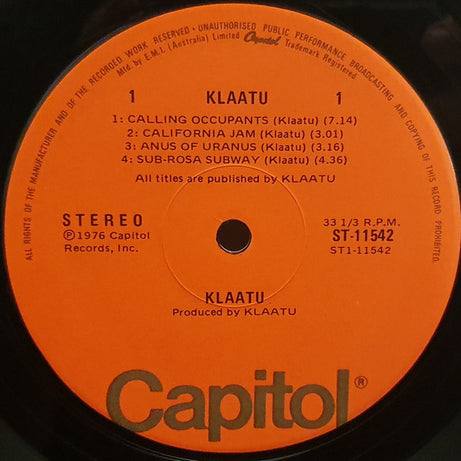 ALL RIGHTS OF THE MANUFACTURER AND OF THE RECORDED WORK RESERVED · UNAUTHORISED PUBLIC PERFORMANCE BROADCASTING AND COPYING OF THIS RECORD PROHIBITED.
Mfd. by E.M.I. (Australia) Limited Capitol Trademark Registered.
1 KLAATU 1
1: CALLING OCCUPANTS (Klaatu) (7.14)
2: CALIFORNIA JAM (Klaatu) (3.01)
3: ANUS OF URANUS (Klaatu) (3.16)
4: SUB-ROSA SUBWAY (Klaatu) (4.36)
All titles are published by KLAATU
STEREO
℗ 1976 Capitol
Records, Inc.
33 1/3 R.P.M.
ST-11542
ST1-11542
KLAATU
Produced by KLAATU
Capitol®